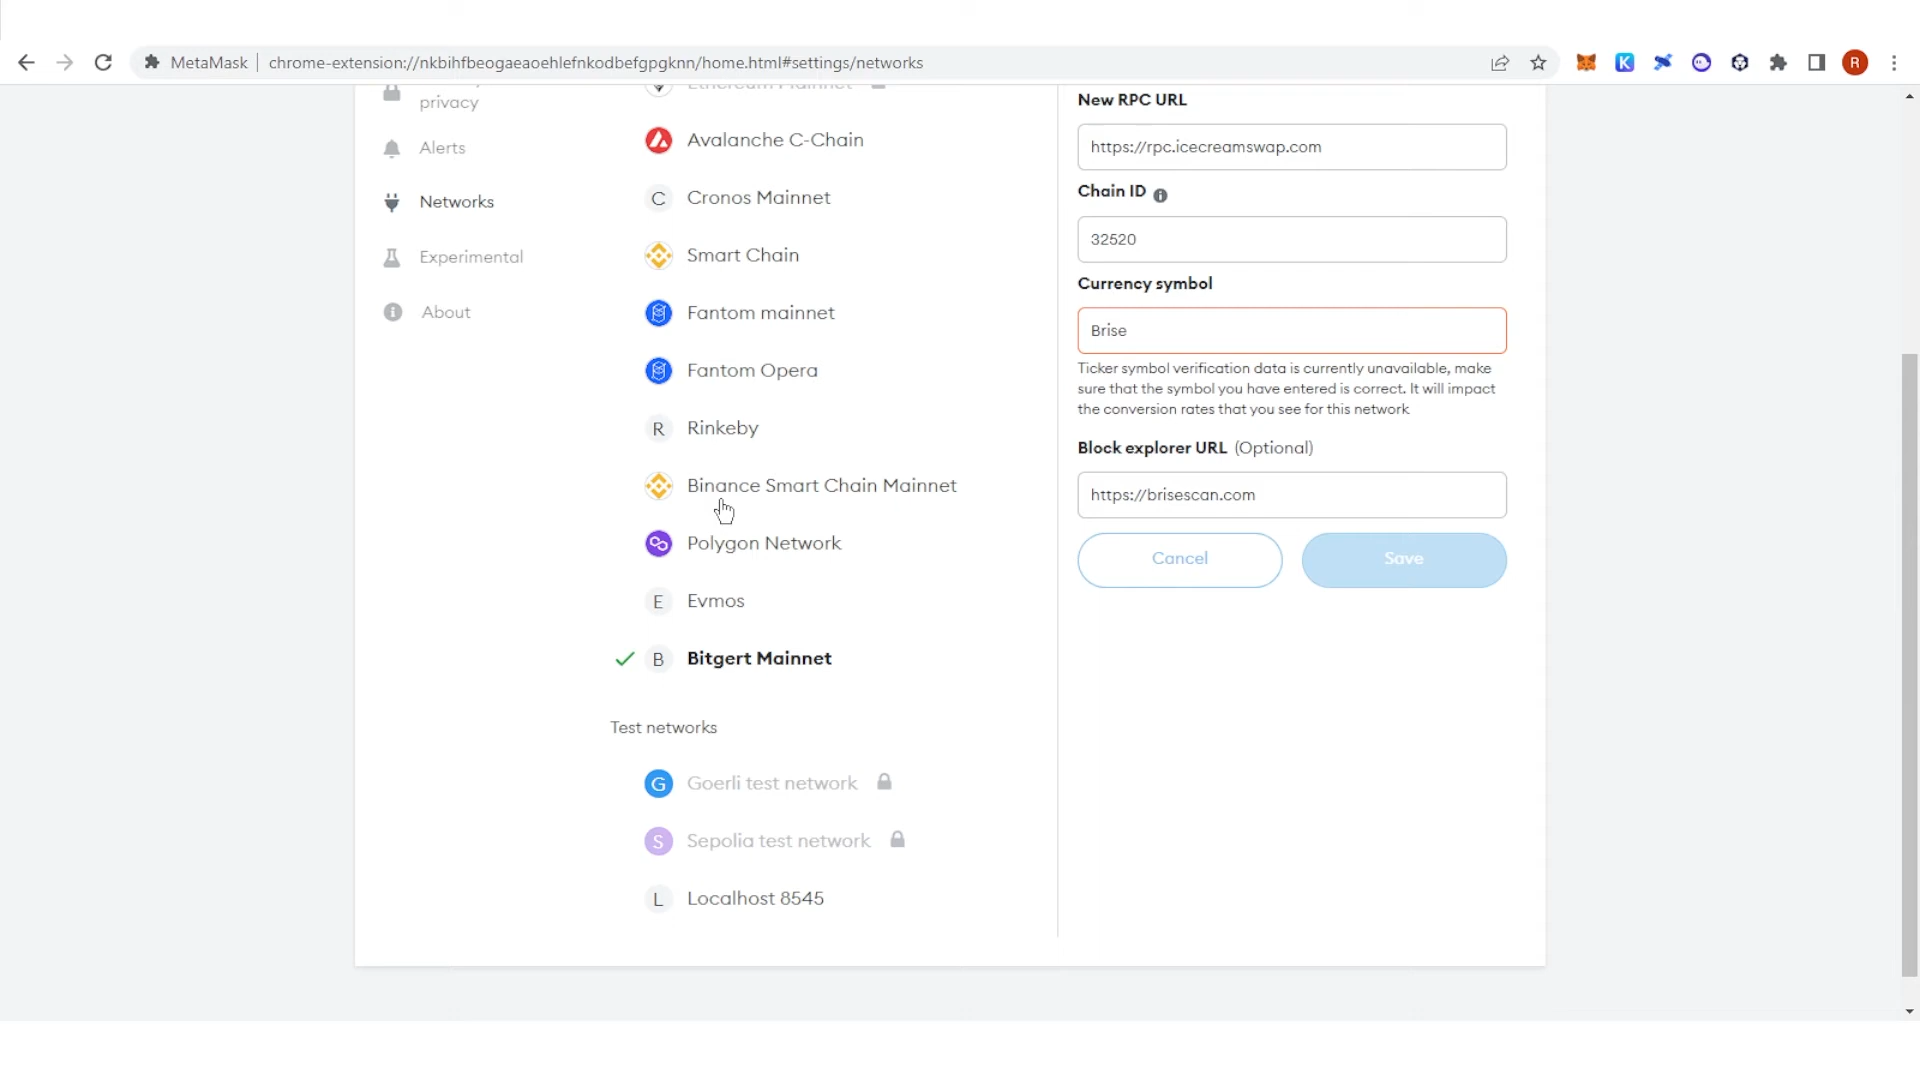 MetaMask
chrome-extension://nkbihfbeogaeaoehlefnkodbefgpgknn/home.html#settings/networks
K
R
privacy
Alerts
Networks
Experimental
About
Ethereum Mainnet
Avalanche C-Chain
C Cronos Mainnet
Smart Chain
Fantom mainnet
Fantom Opera
R Rinkeby
Binance Smart Chain Mainnet
Polygon Network
E Evmos
B Bitgert Mainnet
Test networks
G Goerli test network
S Sepolia test network
L Localhost 8545
New RPC URL
https://rpc.icecreamswap.com
Chain ID
32520
Currency symbol
Brise
Ticker symbol verification data is currently unavailable, make
sure that the symbol you have entered is correct. It will impact
the conversion rates that you see for this network
Block explorer URL (Optional)
https://brisescan.com
Cancel
Save